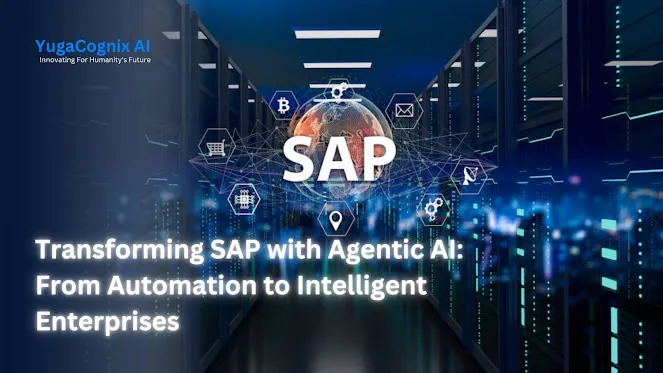 YugaCognix AI
Innovating For Humanity's Future
SAP
Transforming SAP with Agentic AI:
From Automation to Intelligent
Enterprises